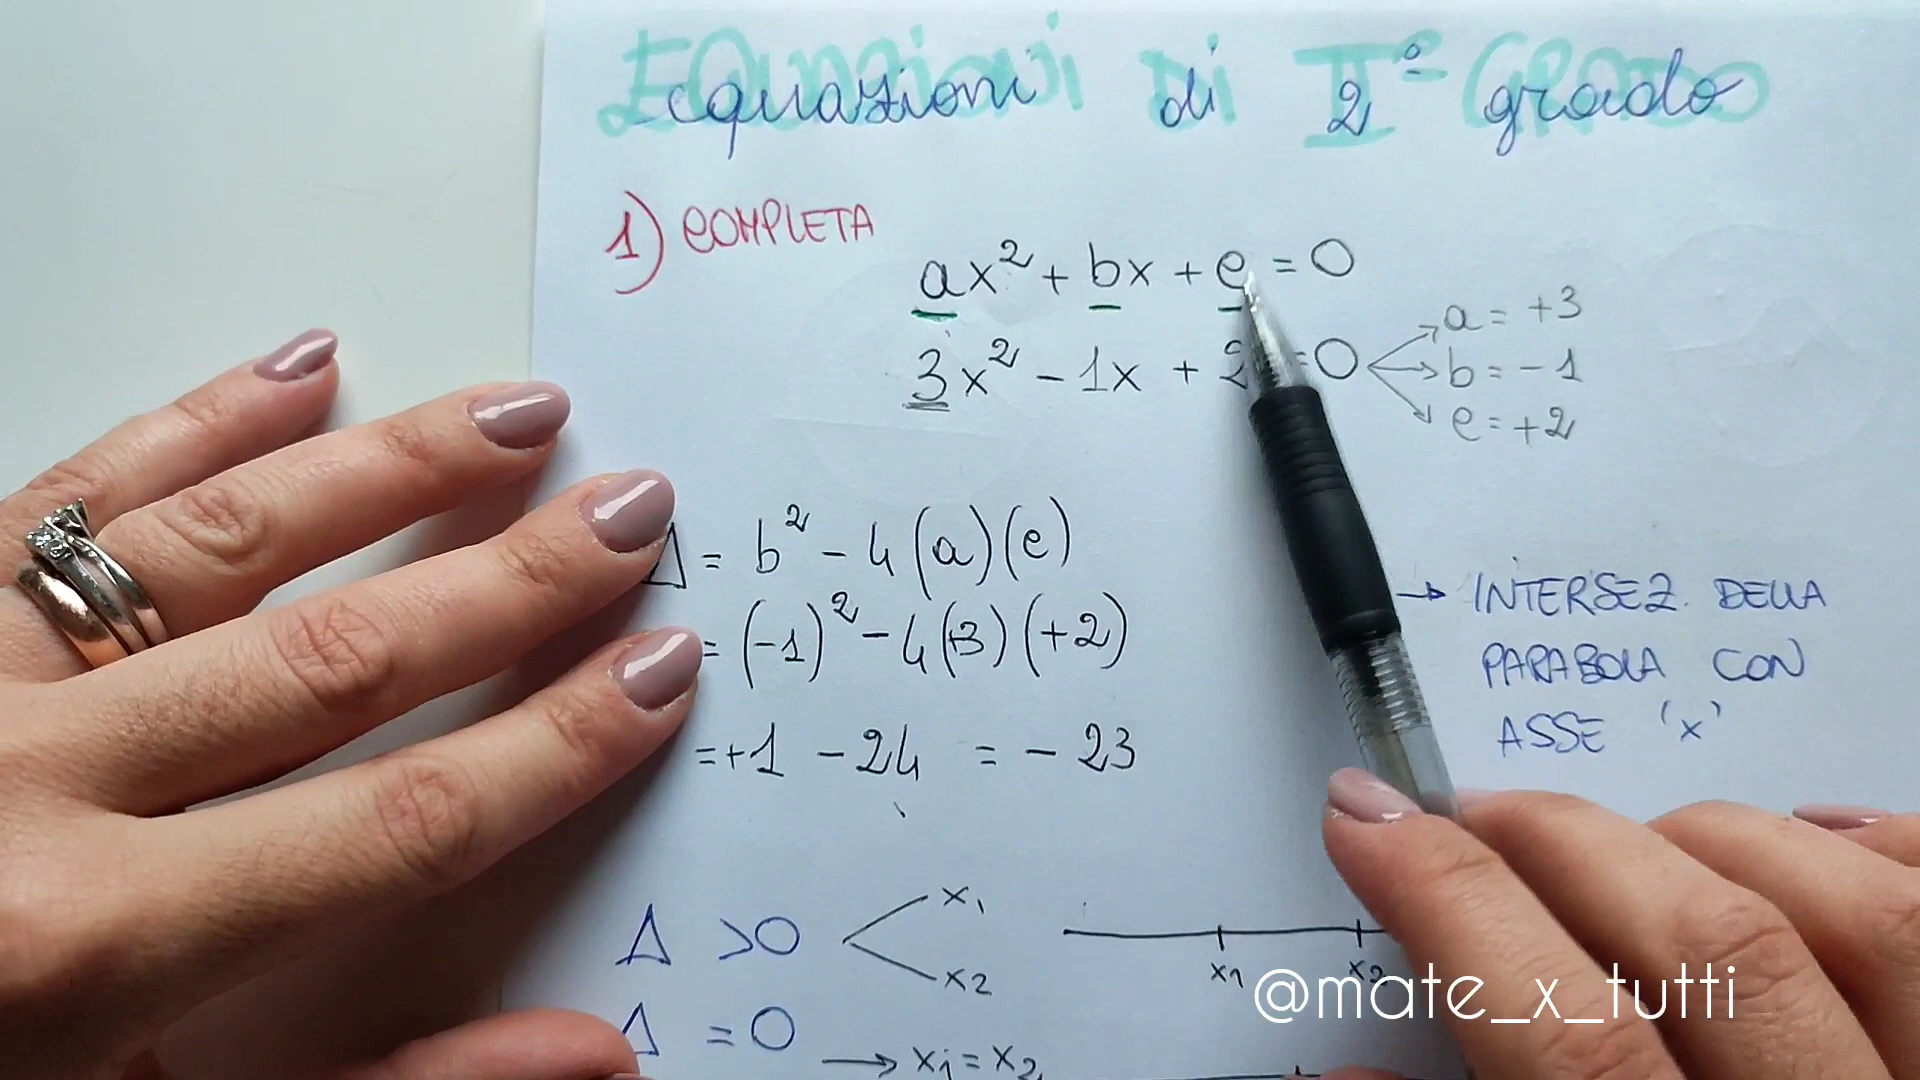 Equazioni di 2° grado
1) COMPLETA
ax² + bx + c = 0
3x² - 1x + 2 = 0
a = +3
b = -1
c = +2
Δ = b² - 4(a)(c)
= (-1)² - 4(+3)(+2)
= +1 - 24 = -23
→ INTERSEZ. DELLA
PARABOLA CON
ASSE 'x'
Δ >0
x₁
x₂
x₁ x₂
Δ = 0
→ x₁ = x₂
@mate_x_tutti